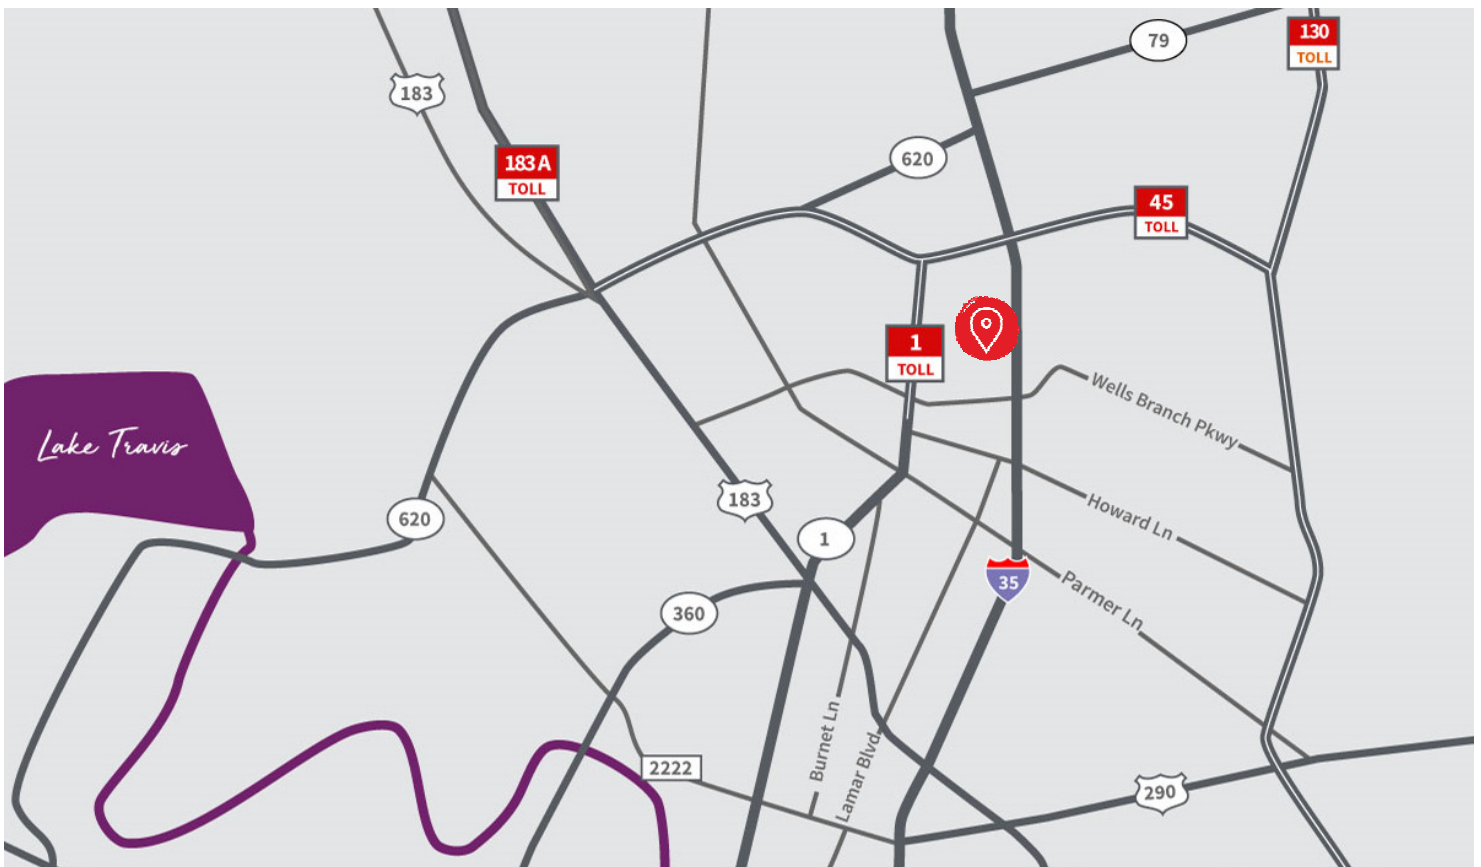 130
TOLL
79
183
620
183 A
TOLL
45
TOLL
1
TOLL
Wells Branch Pkwy
Lake Travis
183
Howard Ln
620
1
35
Parmer Ln
360
Burnet Ln
Lamar Blvd
2222
290